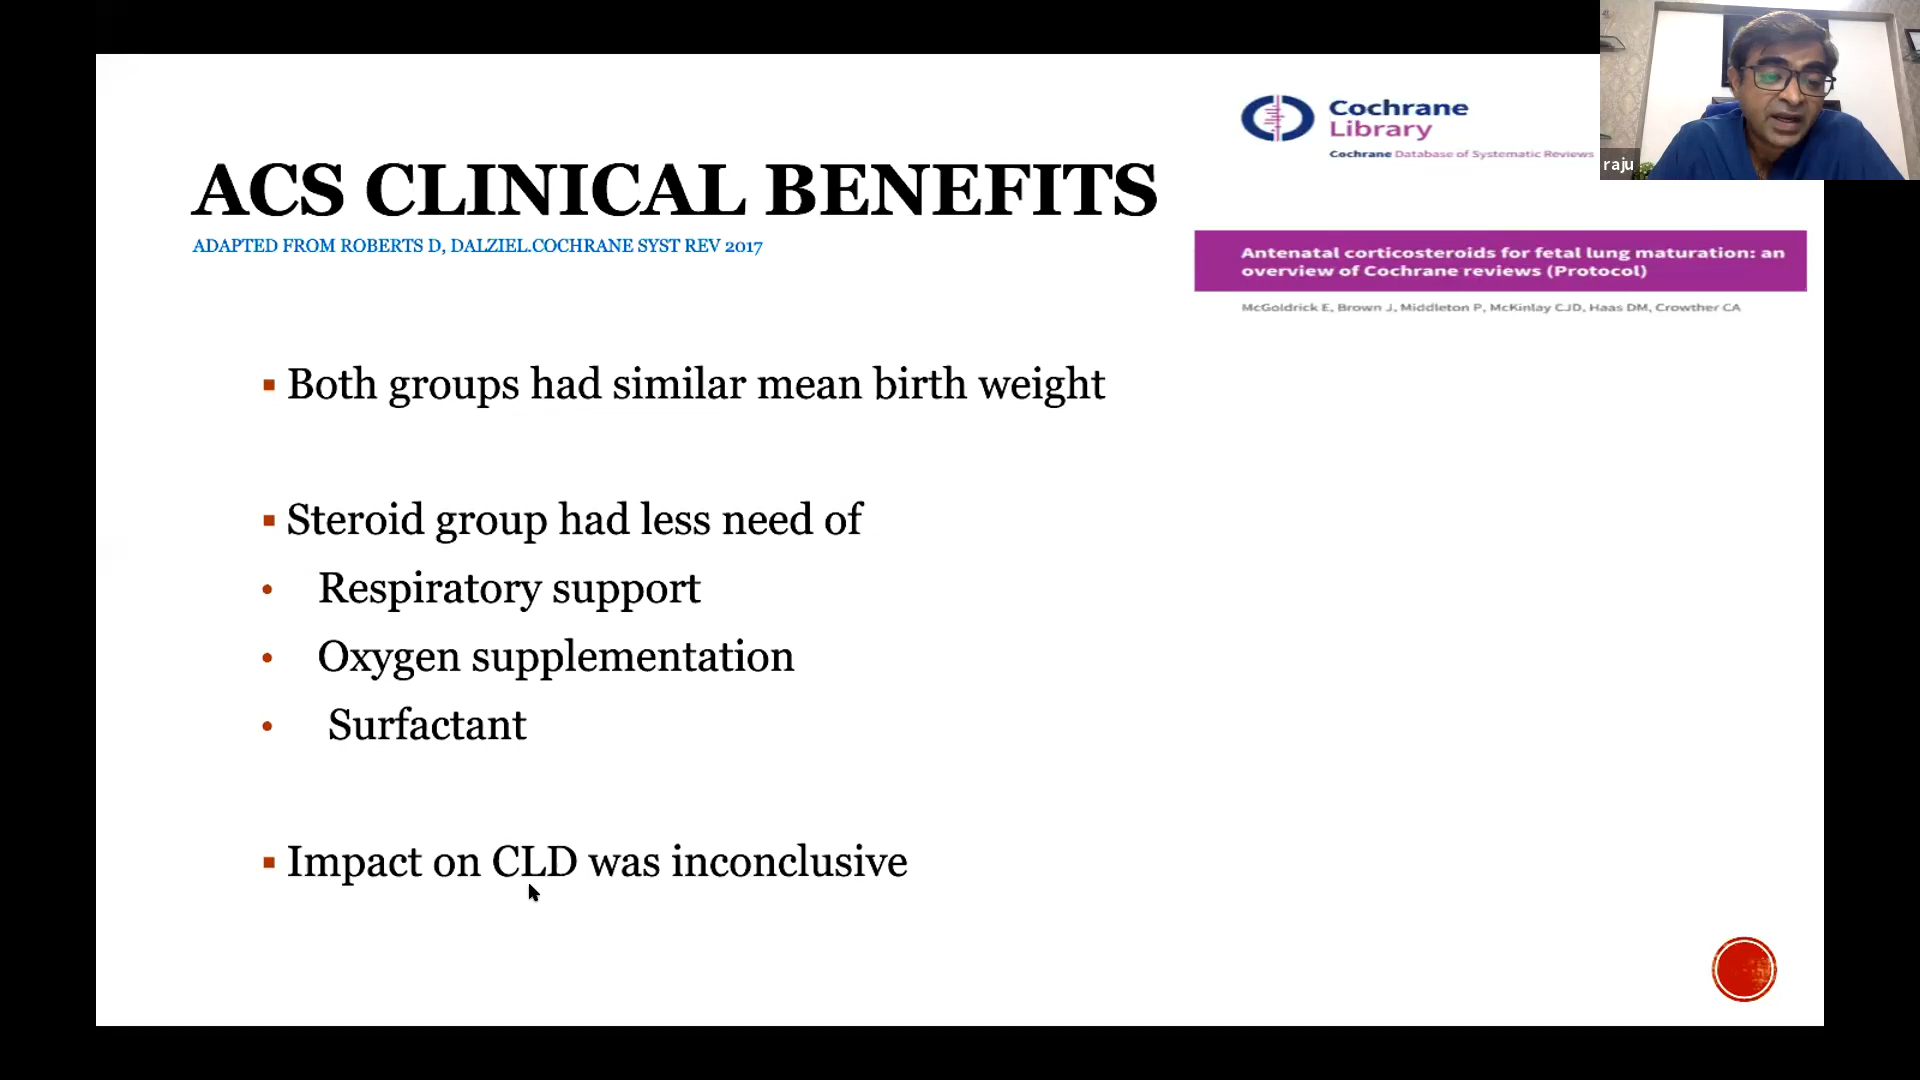 Cochrane
Library
Cochrane Database of Systematic Reviews
raju
ACS CLINICAL BENEFITS
ADAPTED FROM ROBERTS D, DALZIEL.COCHRANE SYST REV 2017
Antenatal corticosteroids for fetal lung maturation: an
overview of Cochrane reviews (Protocol)
McGoldrick E, Brown J, Middleton P, McKinlay CJD, Haas DM, Crowther CA
▪ Both groups had similar mean birth weight
▪ Steroid group had less need of
• Respiratory support
• Oxygen supplementation
• Surfactant
▪ Impact on CLD was inconclusive